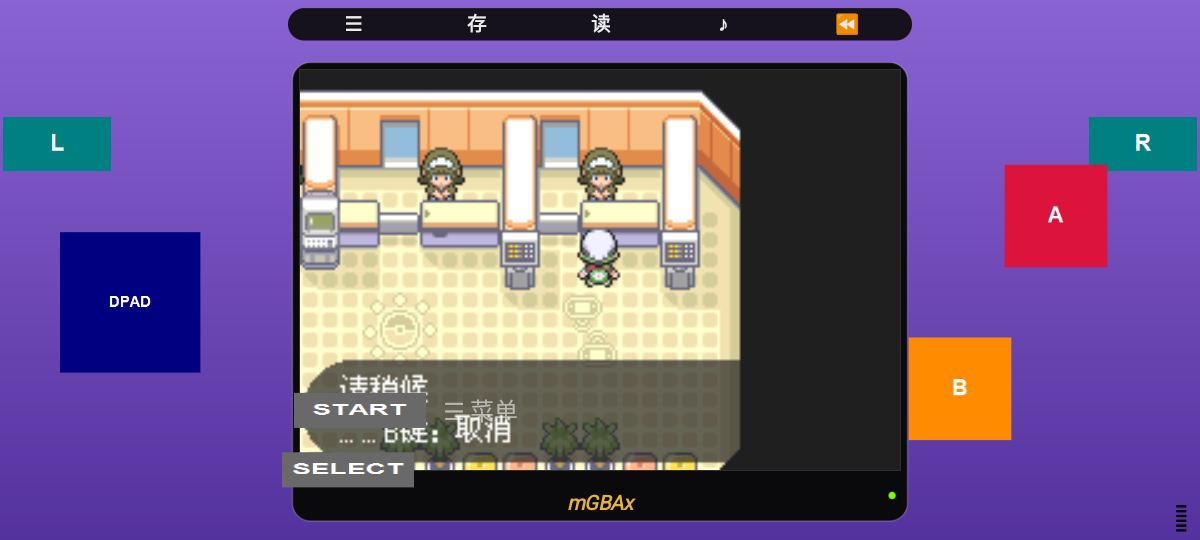 ☰ 存 读 ♪ ⏪
L
R
A
DPAD
B
请稍候
START
三 菜单
... ...B键：取消
SELECT
mGBAx